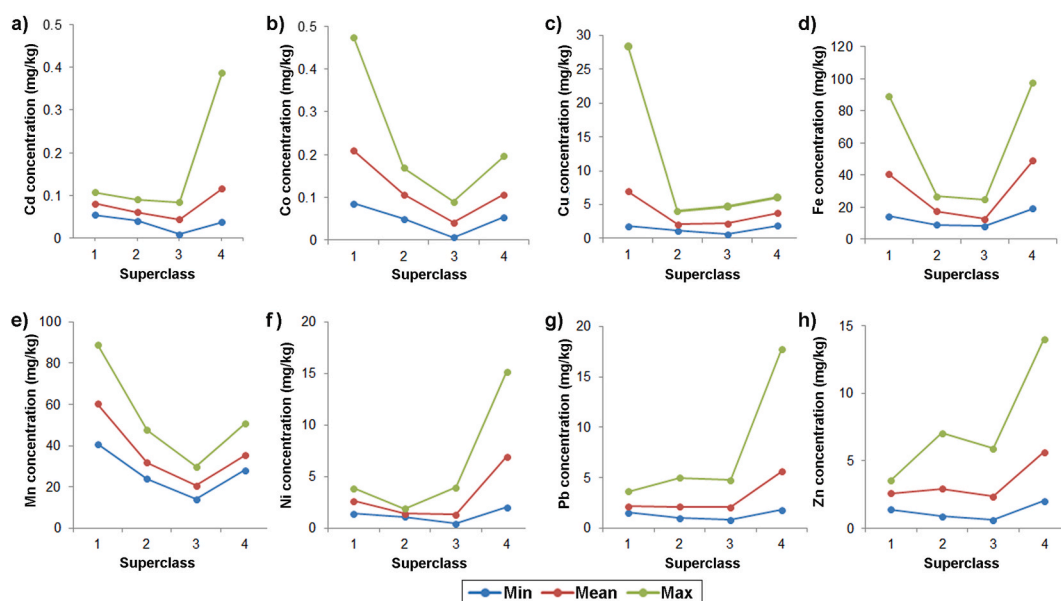 a)
Cd concentration (mg/kg)
0.5
0.4
0.3
0.2
0.1
0
1 2 3 4
Superclass
b)
Co concentration (mg/kg)
0.5
0.4
0.3
0.2
0.1
0
1 2 3 4
Superclass
c)
Cu concentration (mg/kg)
30
25
20
15
10
5
0
1 2 3 4
Superclass
d)
Fe concentration (mg/kg)
120
100
80
60
40
20
0
1 2 3 4
Superclass
e)
Mn concentration (mg/kg)
100
80
60
40
20
0
1 2 3 4
Superclass
f)
Ni concentration (mg/kg)
20
15
10
5
0
1 2 3 4
Superclass
g)
Pb concentration (mg/kg)
20
15
10
5
0
1 2 3 4
Superclass
h)
Zn concentration (mg/kg)
15
10
5
0
1 2 3 4
Superclass
Min Mean Max